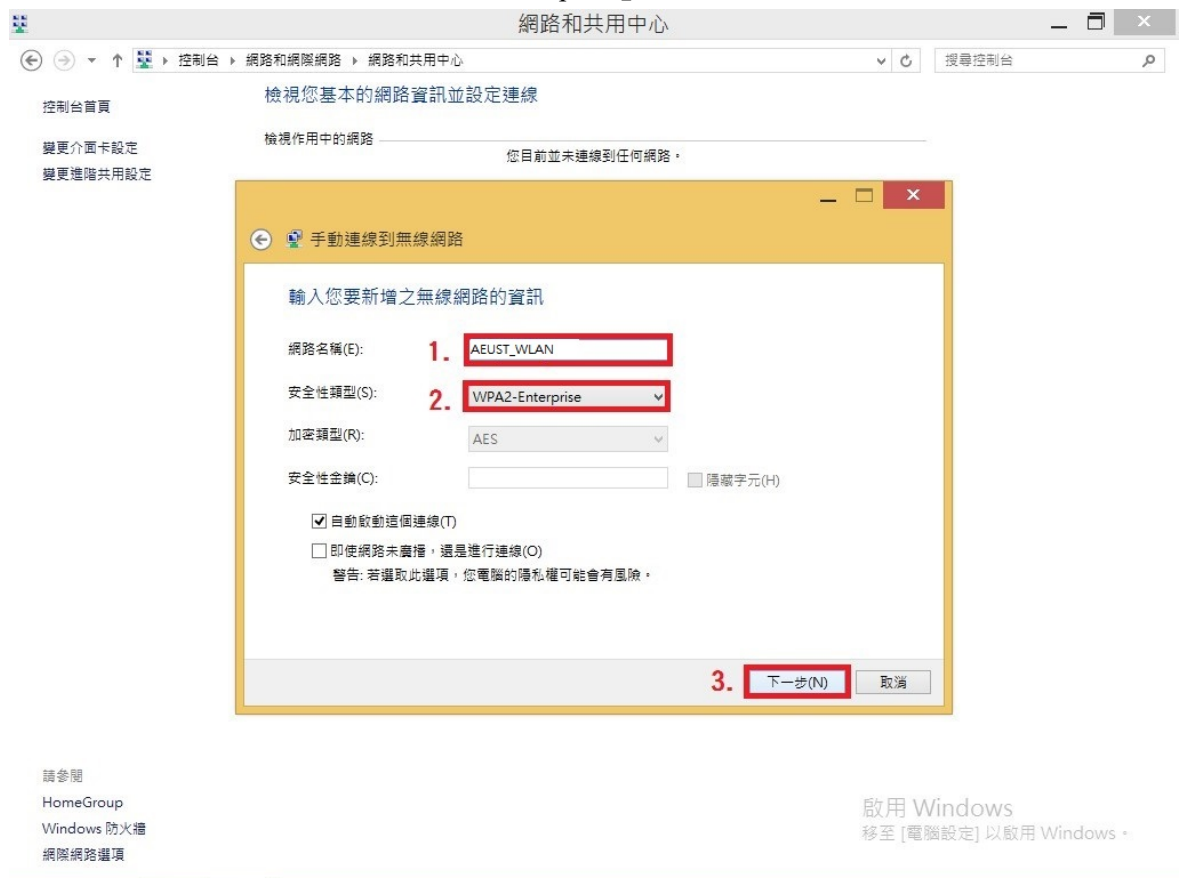 網路和共用中心
控制台 網路和網際網路 網路和共用中心
搜尋控制台
控制台首頁
變更介面卡設定
變更進階共用設定
檢視您基本的網路資訊並設定連線
檢視作用中的網路
您目前並未連線到任何網路。
手動連線到無線網路
輸入您要新增之無線網路的資訊
網路名稱(E): 1. AEUST_WLAN
安全性類型(S): 2. WPA2-Enterprise
加密類型(R): AES
安全性金鑰(C): 隱藏字元(H)
自動啟動這個連線(T)
即使網路未廣播，還是進行連線(O)
警告: 若選取此選項，您電腦的隱私權可能會有風險。
3. 下一步(N) 取消
請參閱
HomeGroup
Windows 防火牆
網際網路選項
啟用 Windows
移至 [電腦設定] 以啟用 Windows。